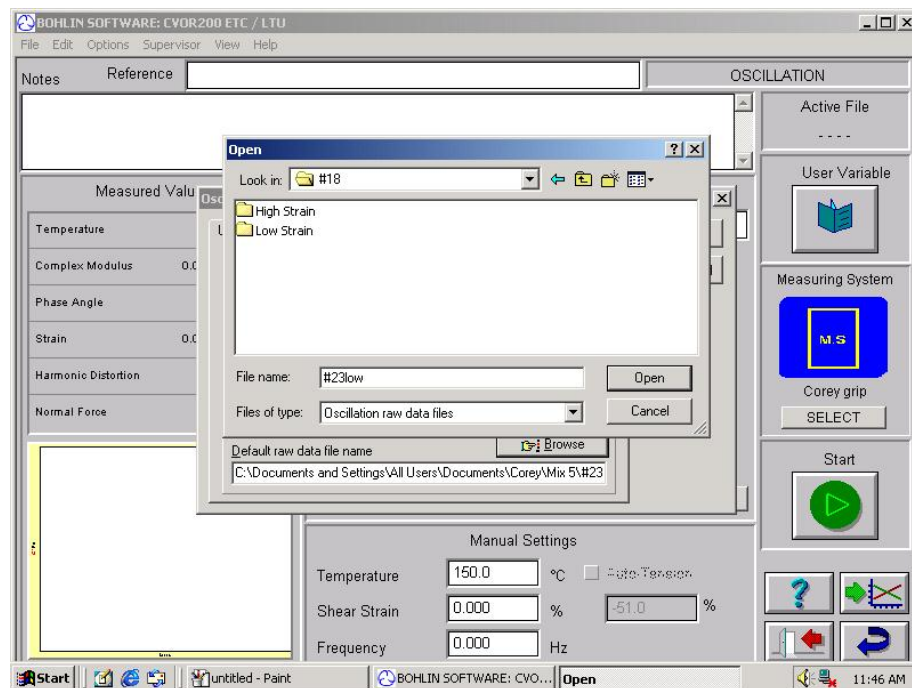 BOHLIN SOFTWARE: CVOR200 ETC / LTU
File Edit Options Supervisor View Help
Notes Reference
OSCILLATION
Active File
- - - -
User Variable
Measuring System
M.S
Corey grip
SELECT
Start
Measured Valu
Temperature
Complex Modulus 0.0
Phase Angle
Strain 0.0
Harmonic Distortion
Normal Force
Open
Look in: #18
High Strain
Low Strain
File name: #23low
Open
Files of type: Oscillation raw data files
Cancel
Default raw data file name
Browse
C:\Documents and Settings\All Users\Documents\Corey\Mix 5\#23
Manual Settings
Temperature 150.0 °C Auto-Tension
Shear Strain 0.000 % -51.0 %
Frequency 0.000 Hz
Start
untitled - Paint
BOHLIN SOFTWARE: CVO...
Open
11:46 AM